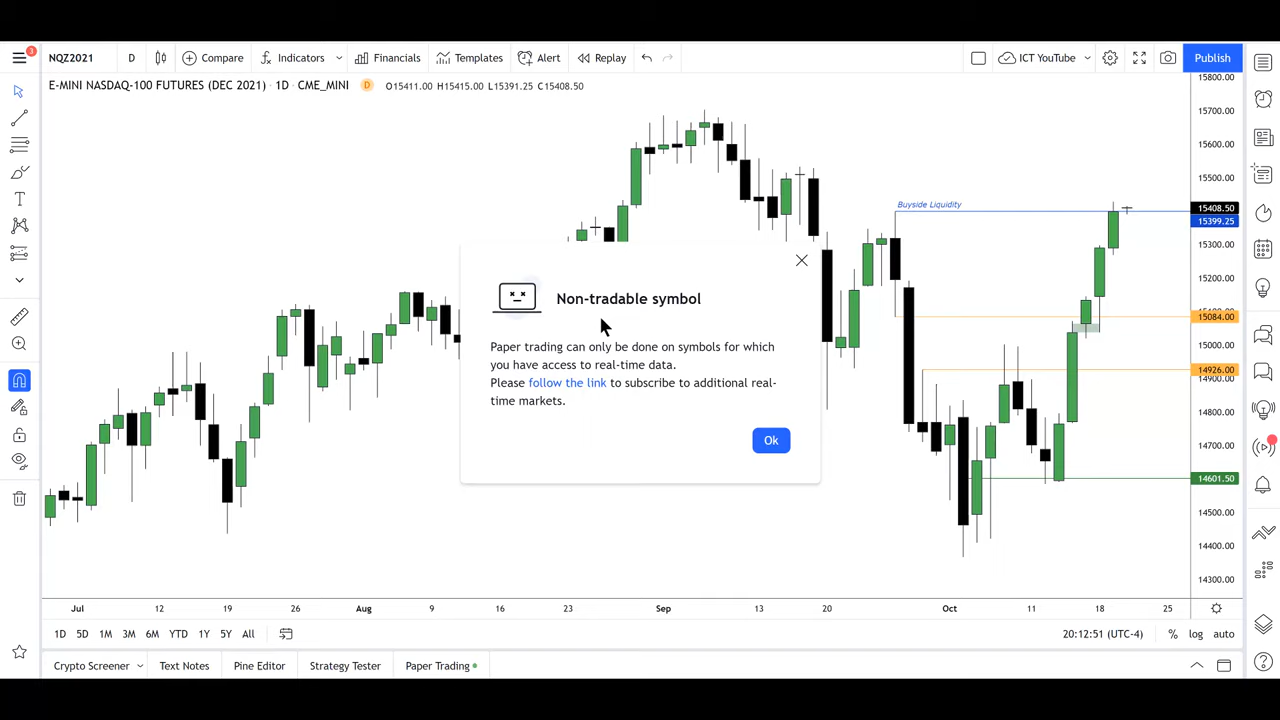 3
NQZ2021
D
Compare
Indicators
Financials
Templates
Alert
Replay
ICT YouTube
Publish
E-MINI NASDAQ-100 FUTURES (DEC 2021) · 1D · CME_MINI
D
O15411.00 H15415.00 L15391.25 C15408.50
15800.00
15700.00
15600.00
15500.00
Buyside Liquidity
15408.50
15399.25
15300.00
15200.00
15084.00
15000.00
14926.00
14900.00
14800.00
14700.00
14601.50
14500.00
14400.00
14300.00
Non-tradable symbol
Paper trading can only be done on symbols for which
you have access to real-time data.
Please follow the link to subscribe to additional real-
time markets.
Ok
Jul
12
19
26
Aug
9
16
23
Sep
13
20
Oct
11
18
25
1D
5D
1M
3M
6M
YTD
1Y
5Y
All
20:12:51 (UTC-4)
%
log
auto
Crypto Screener
Text Notes
Pine Editor
Strategy Tester
Paper Trading